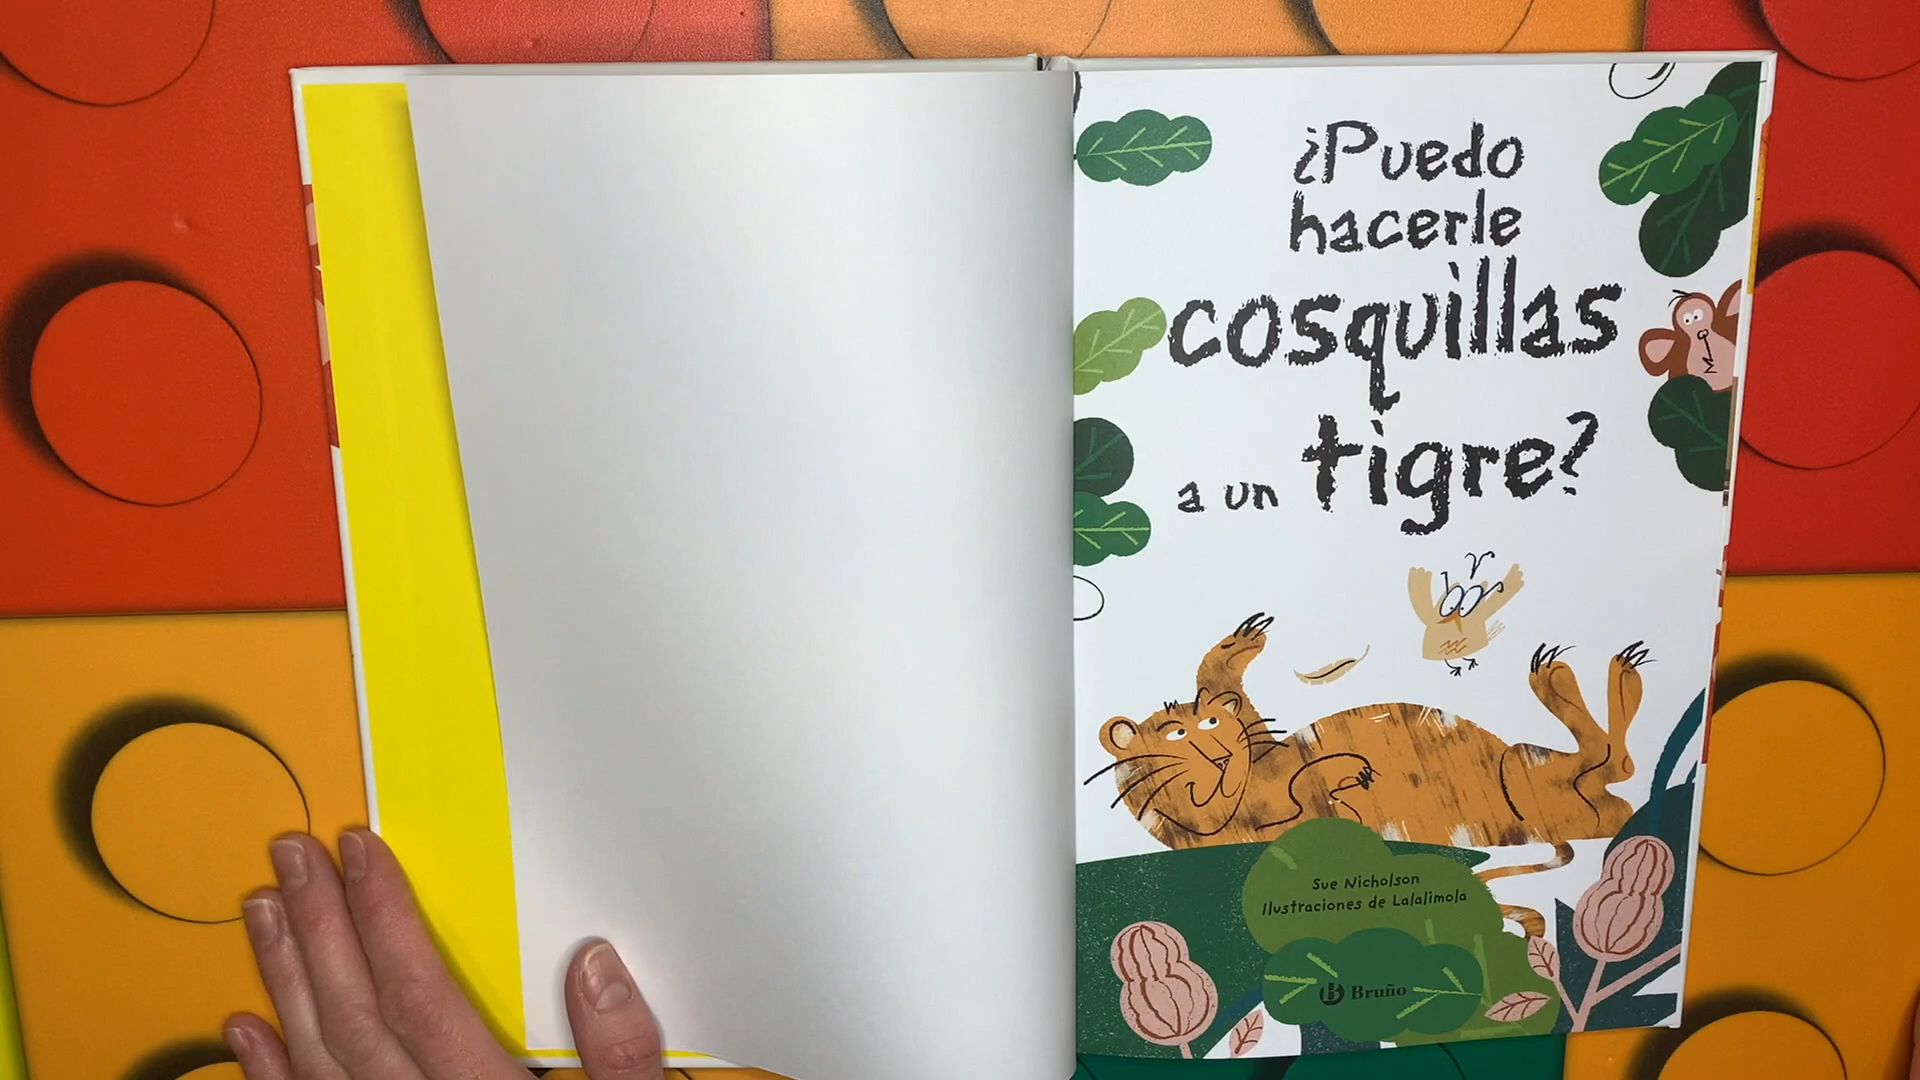 ¿Puedo
hacerle
cosquillas
a un tigre?
Sue Nicholson
Ilustraciones de Lalalimola
Bruño